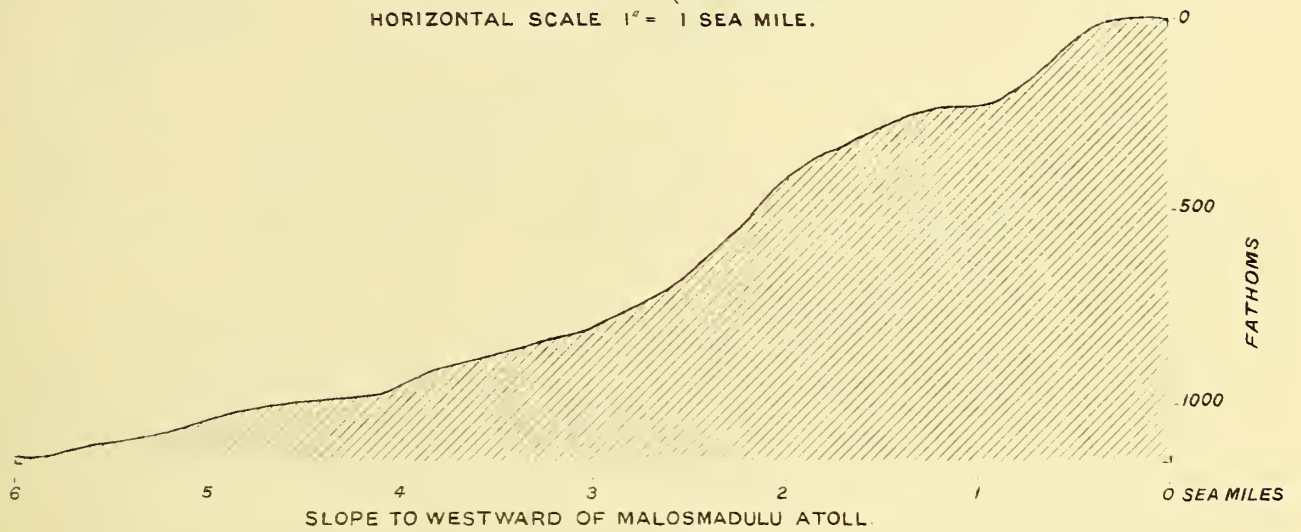 HORIZONTAL SCALE 1" = 1 SEA MILE.
0
500
FATHOMS
1000
6 5 4 3 2 1 0 SEA MILES
SLOPE TO WESTWARD OF MALOSMADULU ATOLL.